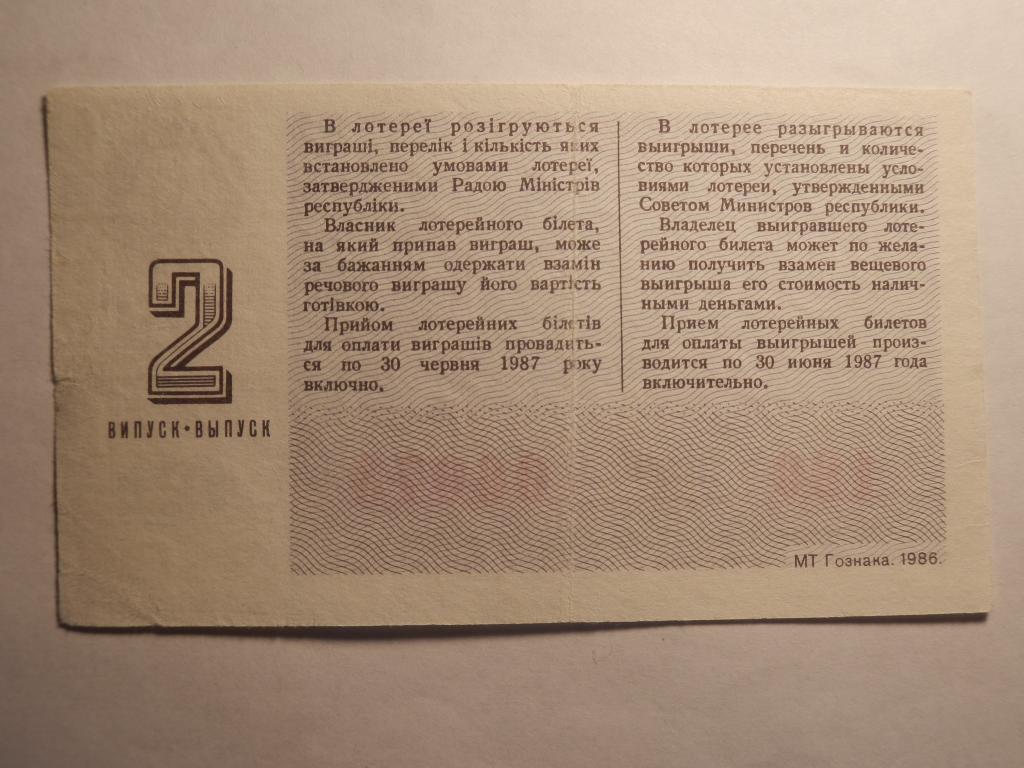 2
ВИПУСК • ВЫПУСК
В лотереї розігруються
виграші, перелік і кількість яких
встановлено умовами лотереї,
затвердженими Радою Міністрів
республіки.
Власник лотерейного білета,
на який припав виграш, може
за бажанням одержати взамін
речового виграшу його вартість
готівкою.
Прийом лотерейних білетів
для оплати виграшів провадить-
ся по 30 червня 1987 року
включно.
В лотерее разыгрываются
выигрыши, перечень и количе-
ство которых установлены усло-
виями лотереи, утвержденными
Советом Министров республики.
Владелец выигравшего лоте-
рейного билета может по жела-
нию получить взамен вещевого
выигрыша его стоимость налич-
ными деньгами.
Прием лотерейных билетов
для оплаты выигрышей произ-
водится по 30 июня 1987 года
включительно.
МТ Гознака. 1986.